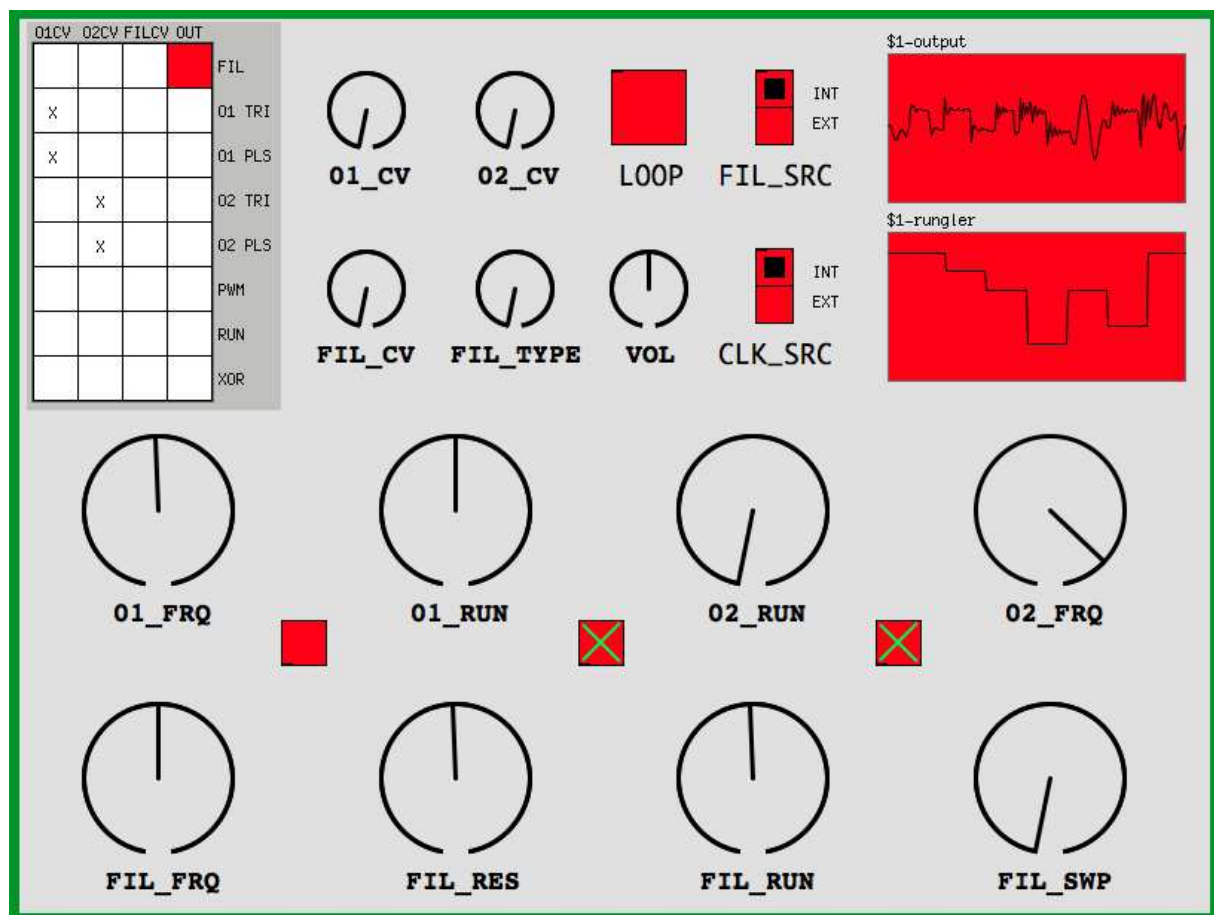 O1CV O2CV FILCV OUT
FIL
X O1 TRI
X O1 PLS
X O2 TRI
X O2 PLS
PWM
RUN
XOR
O1_CV O2_CV LOOP FIL_SRC
INT
EXT
FIL_CV FIL_TYPE VOL CLK_SRC
INT
EXT
$1-output
$1-rungler
O1_FRQ O1_RUN O2_RUN O2_FRQ
FIL_FRQ FIL_RES FIL_RUN FIL_SWP